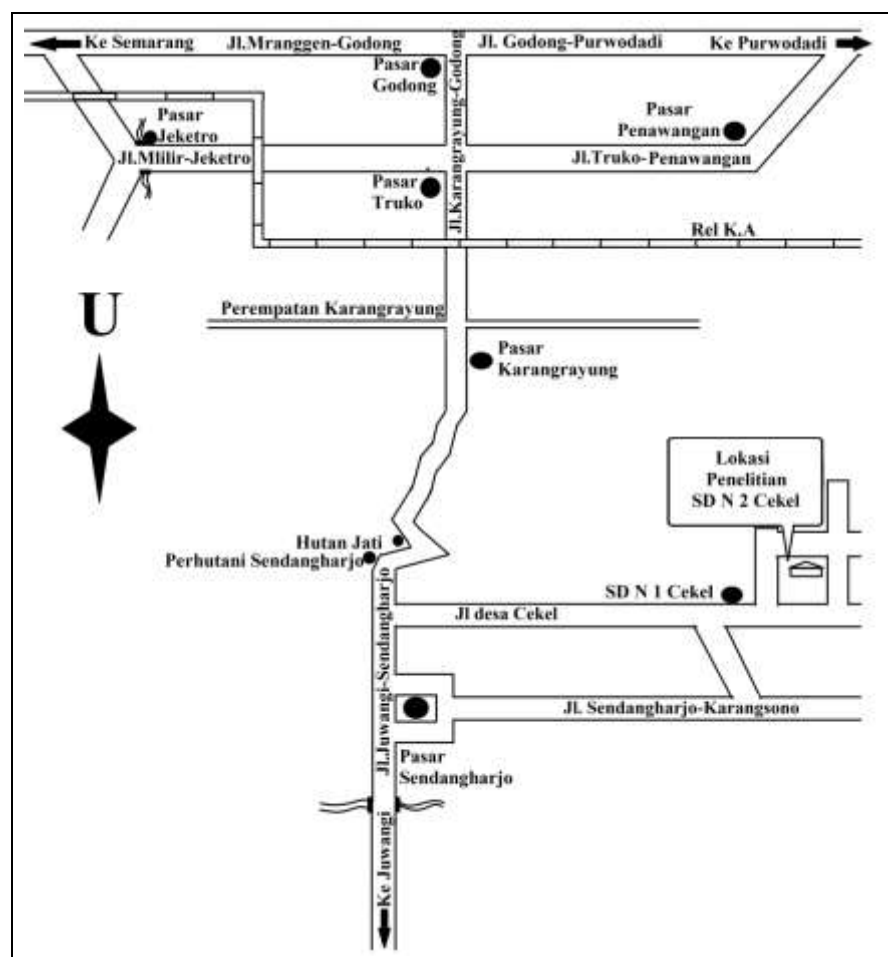 Ke Semarang
Jl.Mranggen-Godong
Jl. Godong-Purwodadi
Ke Purwodadi
Pasar
Godong
Jl.Karangrayung-Godong
Pasar
Jeketro
Pasar
Penawangan
Jl.Mlilir-Jeketro
Jl.Truko-Penawangan
Pasar
Truko
Rel K.A
U
Perempatan Karangrayung
Pasar
Karangrayung
Lokasi
Penelitian
SD N 2 Cekel
Hutan Jati
Perhutani Sendangharjo
SD N 1 Cekel
Jl desa Cekel
Jl.Juwangi-Sendangharjo
Jl. Sendangharjo-Karangsono
Pasar
Sendangharjo
Ke Juwangi